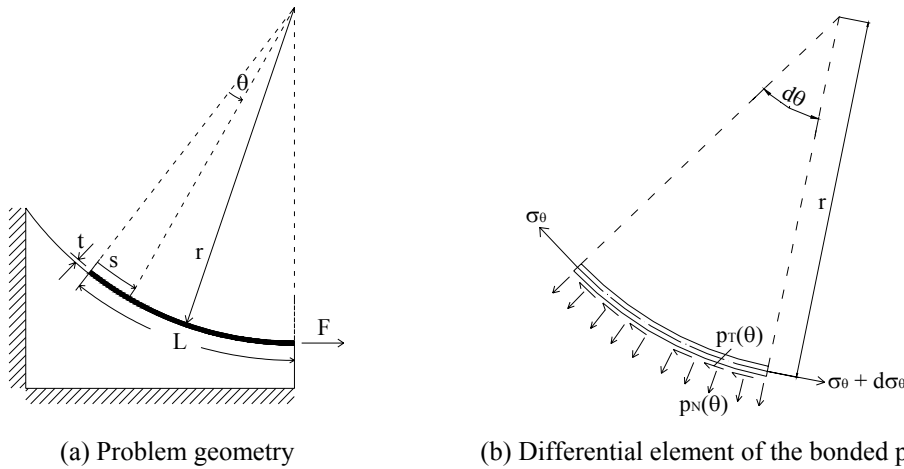 θ
r
t
s
L
F
(a) Problem geometry
dθ
r
σθ
pT(θ)
σθ + dσθ
pN(θ)
(b) Differential element of the bonded p